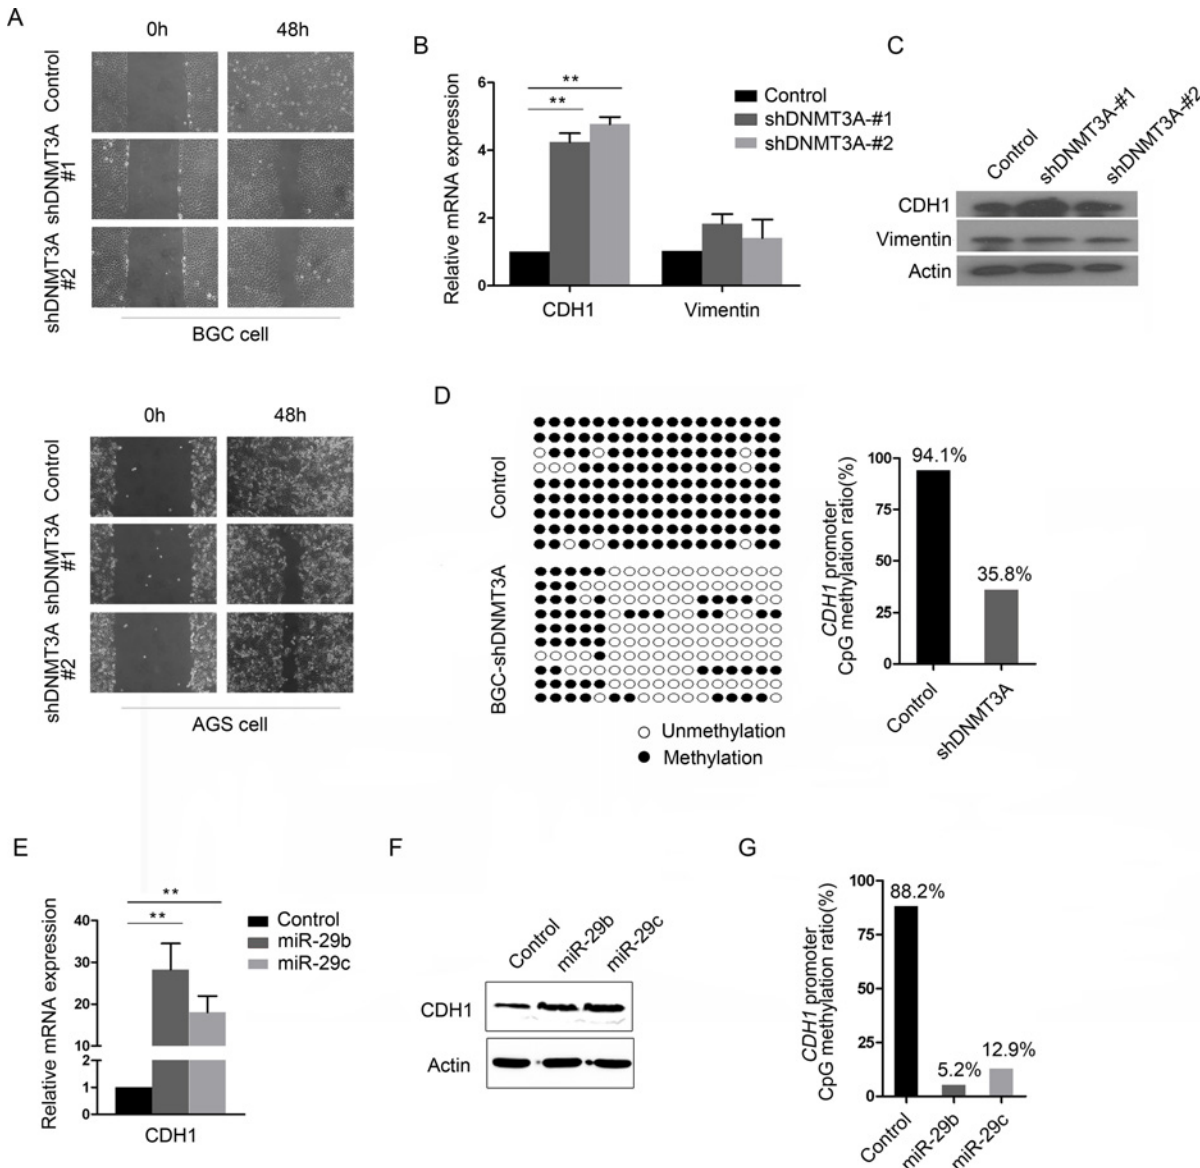 A
0h 48h
Control
shDNMT3A
#1
shDNMT3A
#2
BGC cell
0h 48h
Control
shDNMT3A
#1
shDNMT3A
#2
AGS cell
B
Relative mRNA expression
6
4
2
0
**
**
CDH1 Vimentin
Control
shDNMT3A-#1
shDNMT3A-#2
C
Control
shDNMT3A-#1
shDNMT3A-#2
CDH1
Vimentin
Actin
D
Control
BGC-shDNMT3A
Unmethylation
Methylation
CDH1 promoter
CpG methylation ratio(%)
100
75
50
25
0
94.1%
35.8%
Control
shDNMT3A
E
Relative mRNA expression
40
30
20
10
2
1
0
**
**
CDH1
Control
miR-29b
miR-29c
F
Control
miR-29b
miR-29c
CDH1
Actin
G
CDH1 promoter
CpG methylation ratio(%)
100
75
50
25
0
88.2%
5.2%
12.9%
Control
miR-29b
miR-29c